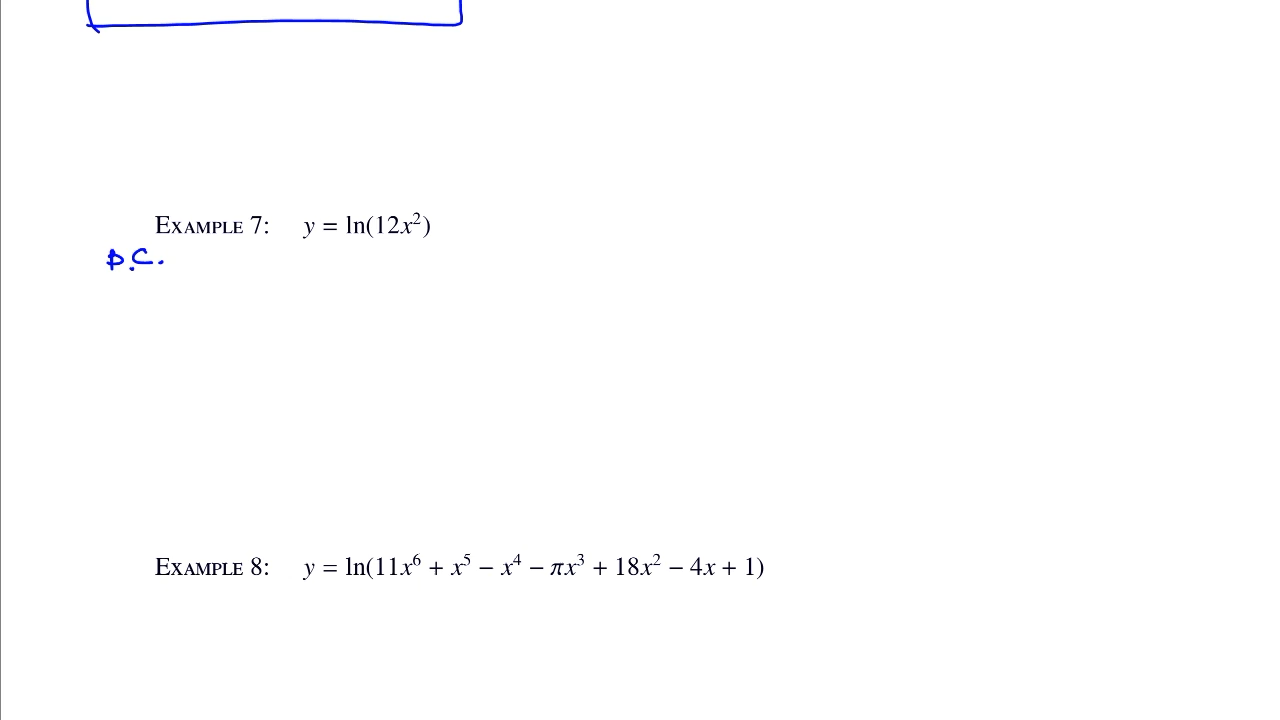 Example 7: y = ln(12x²)
D.C.
Example 8: y = ln(11x⁶ + x⁵ − x⁴ − πx³ + 18x² − 4x + 1)